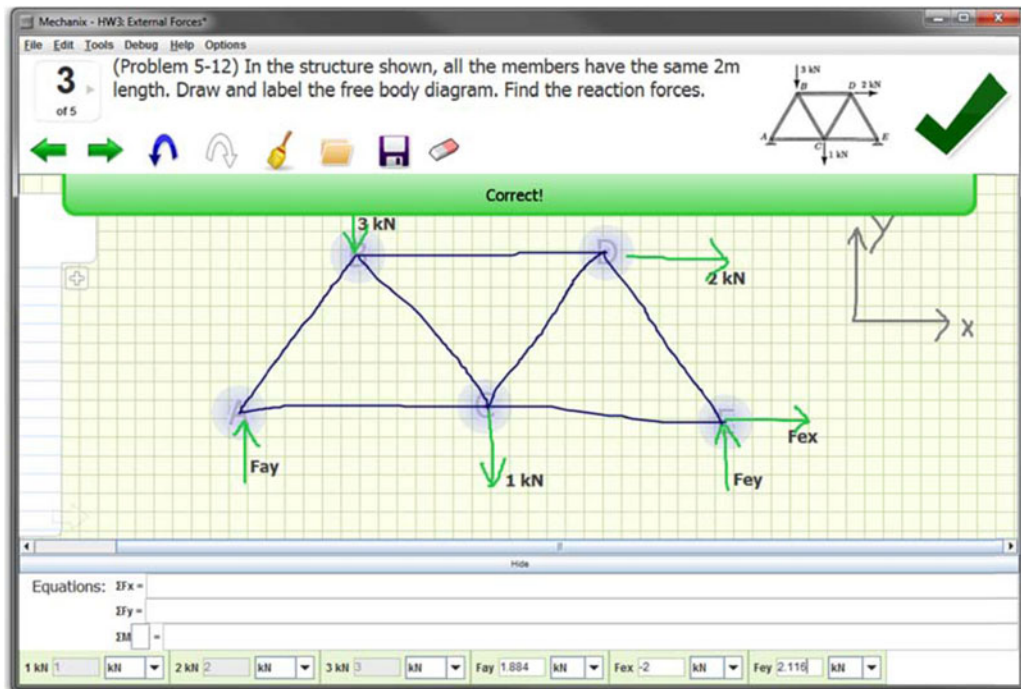 Mechanix - HW3: External Forces*
File Edit Tools Debug Help Options
3
of 5
(Problem 5-12) In the structure shown, all the members have the same 2m
length. Draw and label the free body diagram. Find the reaction forces.
3 kN
B D 2 kN
A C E
1 kN
Correct!
3 kN
B D
2 kN
y
x
A C E
Fay
1 kN
Fex
Fey
Hide
Equations: ΣFx =
ΣFy =
ΣM =
1 kN 1 kN 2 kN 2 kN 3 kN 3 kN Fay 1.884 kN Fex -2 kN Fey 2.116 kN